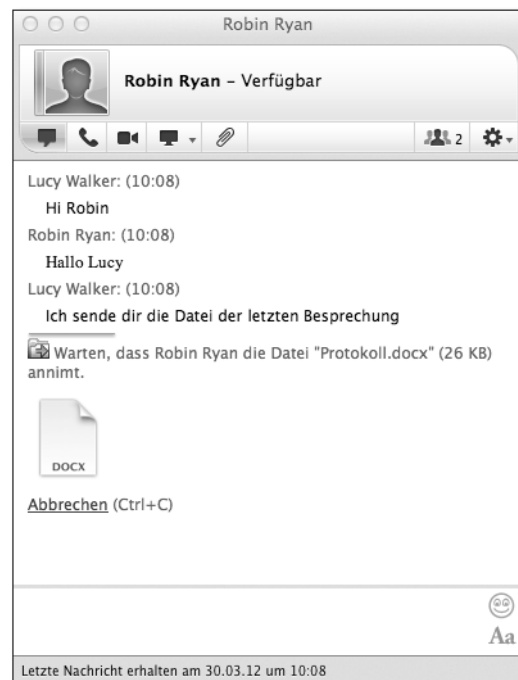 Robin Ryan
Robin Ryan – Verfügbar
2
Lucy Walker: (10:08)
Hi Robin
Robin Ryan: (10:08)
Hallo Lucy
Lucy Walker: (10:08)
Ich sende dir die Datei der letzten Besprechung
Warten, dass Robin Ryan die Datei "Protokoll.docx" (26 KB)
annimt.
DOCX
Abbrechen (Ctrl+C)
Aa
Letzte Nachricht erhalten am 30.03.12 um 10:08